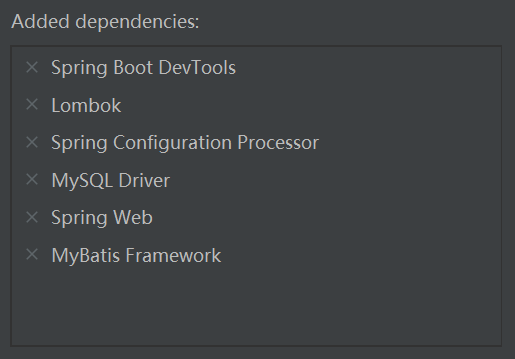 Added dependencies:
Spring Boot DevTools
Lombok
Spring Configuration Processor
MySQL Driver
Spring Web
MyBatis Framework